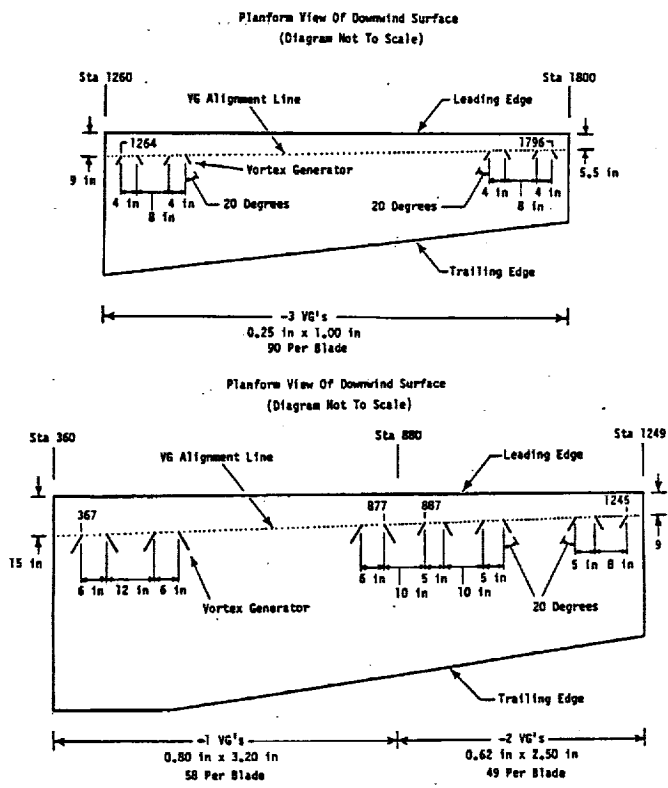 Planform View Of Downwind Surface
(Diagram Not To Scale)
Sta 1260
Sta 1800
VG Alignment Line
Leading Edge
1264
1796
9 in
Vortex Generator
5.5 in
4 in
8 in
4 in
20 Degrees
20 Degrees
4 in
8 in
4 in
Trailing Edge
-3 VG's
0.25 in x 1.00 in
90 Per Blade
Planform View Of Downwind Surface
(Diagram Not To Scale)
Sta 360
Sta 880
Sta 1249
VG Alignment Line
Leading Edge
367
877
887
1245
15 in
9
6 in
12 in
6 in
Vortex Generator
6 in
10 in
5 in
10 in
5 in
20 Degrees
5 in
8 in
Trailing Edge
-1 VG's
0.80 in x 3.20 in
58 Per Blade
-2 VG's
0.62 in x 2.50 in
49 Per Blade